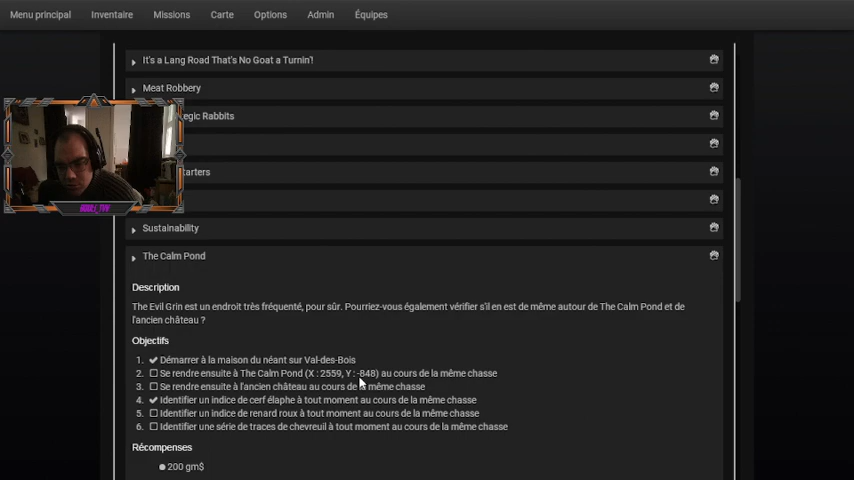 Menu principal Inventaire Missions Carte Options Admin Équipes
It's a Lang Road That's No Goat a Turnin'!
Meat Robbery
egic Rabbits
tarters
Sustainability
The Calm Pond
Description
The Evil Grin est un endroit très fréquenté, pour sûr. Pourriez-vous également vérifier s'il en est de même autour de The Calm Pond et de
l'ancien château ?
Objectifs
1. Démarrer à la maison du néant sur Val-des-Bois
2. Se rendre ensuite à The Calm Pond (X : 2559, Y : -848) au cours de la même chasse
3. Se rendre ensuite à l'ancien château au cours de la même chasse
4. Identifier un indice de cerf élaphe à tout moment au cours de la même chasse
5. Identifier un indice de renard roux à tout moment au cours de la même chasse
6. Identifier une série de traces de chevreuil à tout moment au cours de la même chasse
Récompenses
200 gm$